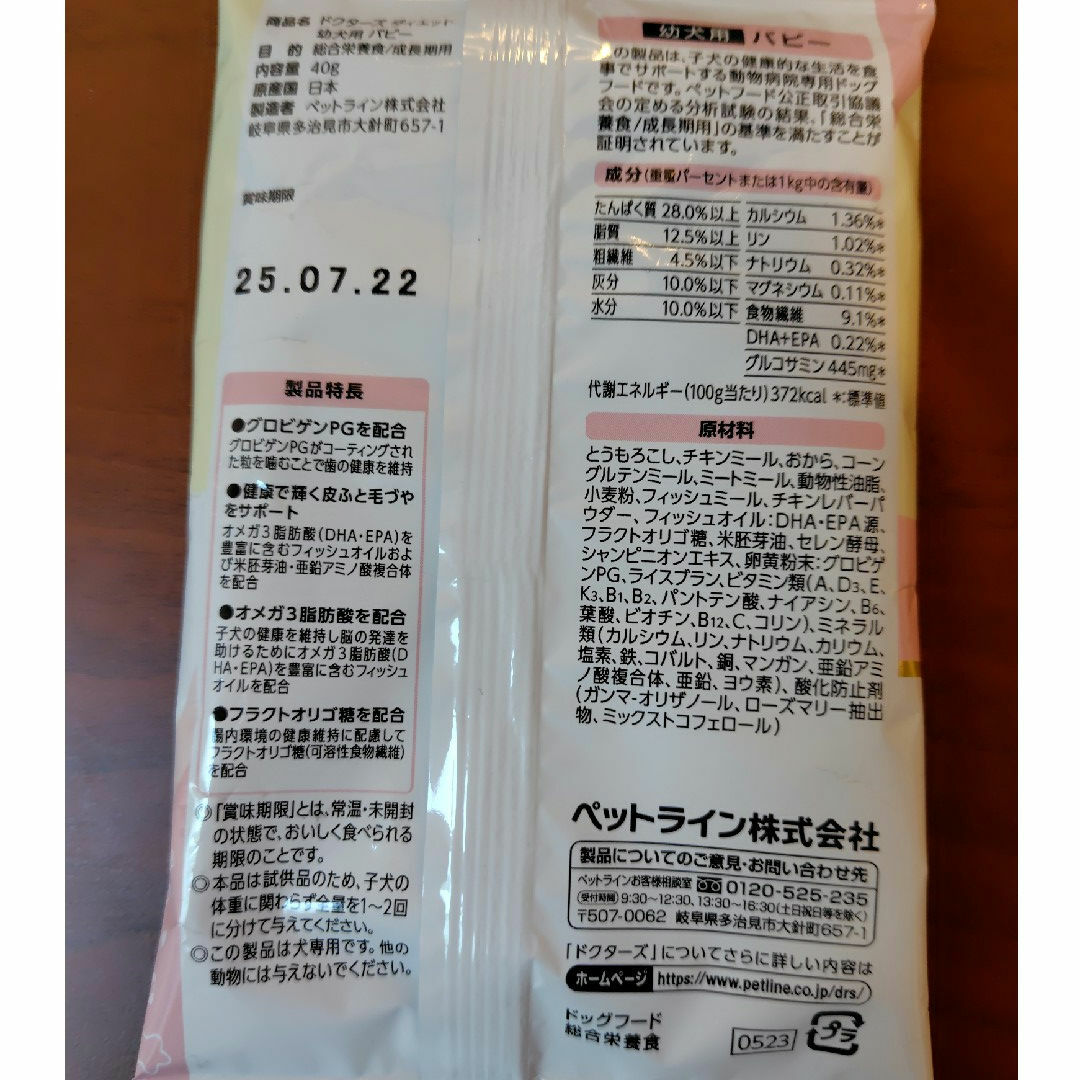 商品名 ドクターズ ダイエット
幼犬用 パピー
目 的 総合栄養食/成長期用
内容量 40g
原産国 日本
製造者 ペットライン株式会社
岐阜県多治見市大針町657-1
賞味期限
25.07.22
製品特長
●グロビゲンPGを配合
グロビゲンPGがコーティングされ
た粒を噛むことで歯の健康を維持
●健康で輝く皮ふと毛づや
をサポート
オメガ3脂肪酸(DHA・EPA)を
豊富に含むフィッシュオイルおよ
び米胚芽油・亜鉛アミノ酸複合体
を配合
●オメガ3脂肪酸を配合
子犬の健康を維持し脳の発達を
助けるためにオメガ3脂肪酸(D
HA・EPA)を豊富に含むフィッシュ
オイルを配合
●フラクトオリゴ糖を配合
腸内環境の健康維持に配慮して
フラクトオリゴ糖(可溶性食物繊維)
を配合
◎「賞味期限」とは、常温・未開封
の状態で、おいしく食べられる
期限のことです。
◎本品は試供品のため、子犬の
体重に関わらず全量を1〜2回
に分けて与えてください。
◎この製品は犬専用です。他の
動物には与えないでください。
幼犬用 パピー
の製品は、子犬の健康的な生活を食
事でサポートする動物病院専用ドッグ
フードです。ペットフード公正取引協議
会の定める分析試験の結果、「総合栄
養食/成長期用」の基準を満たすことが
証明されています。
成分(重量パーセントまたは1kg中の含有量)
たんぱく質 28.0%以上 カルシウム 1.36%*
脂質 12.5%以上 リン 1.02%*
粗繊維 4.5%以下 ナトリウム 0.32%*
灰分 10.0%以下 マグネシウム 0.11%*
水分 10.0%以下 食物繊維 9.1%*
DHA+EPA 0.22%*
グルコサミン 445mg*
代謝エネルギー(100g当たり)372kcal *:標準値
原材料
とうもろこし、チキンミール、おから、コーン
グルテンミール、ミートミール、動物性油脂、
小麦粉、フィッシュミール、チキンレバーパ
ウダー、フィッシュオイル:DHA・EPA源、
フラクトオリゴ糖、米胚芽油、セレン酵母、
シャンピニオンエキス、卵黄粉末:グロビゲ
ンPG、ライスブラン、ビタミン類(A、D3、E、
K3、B1、B2、パントテン酸、ナイアシン、B6、
葉酸、ビオチン、B12、C、コリン)、ミネラル
類(カルシウム、リン、ナトリウム、カリウム、
塩素、鉄、コバルト、銅、マンガン、亜鉛アミ
ノ酸複合体、亜鉛、ヨウ素)、酸化防止剤
(ガンマ-オリザノール、ローズマリー抽出
物、ミックストコフェロール)
ペットライン株式会社
製品についてのご意見・お問い合わせ先
ペットラインお客様相談室 0120-525-235
受付時間 9:30〜12:30、13:30〜16:30(土日祝日等を除く)
〒507-0062 岐阜県多治見市大針町657-1
「ドクターズ」についてさらに詳しい内容は
ホームページ https://www.petline.co.jp/drs/
ドッグフード
総合栄養食
0523 プラ